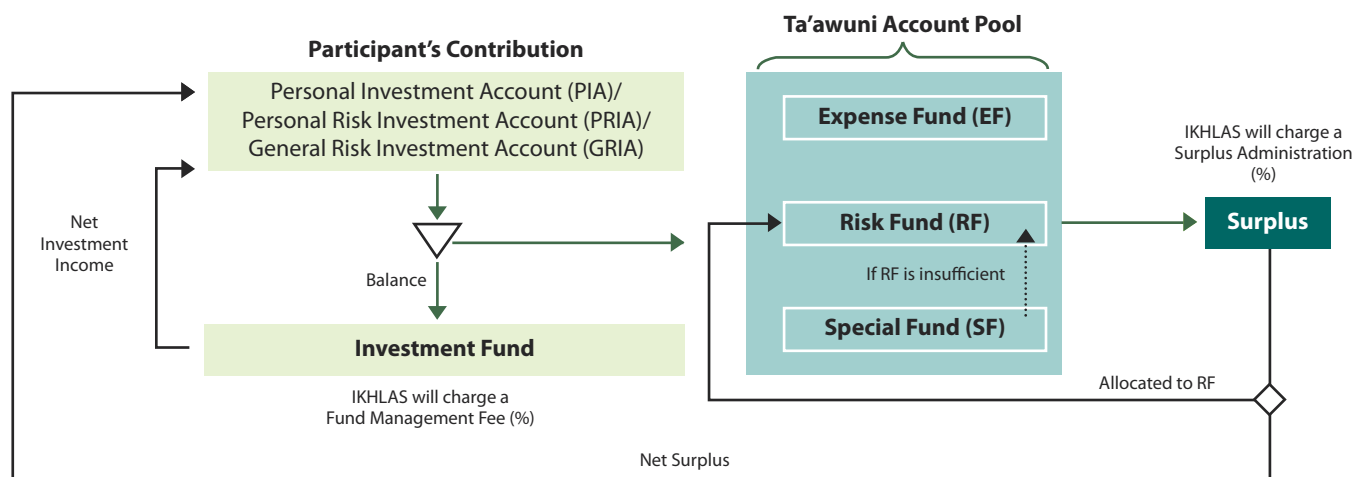 Ta'awuni Account Pool
Participant's Contribution
Personal Investment Account (PIA)/
Personal Risk Investment Account (PRIA)/
General Risk Investment Account (GRIA)
Net
Investment
Income
Balance
Investment Fund
IKHLAS will charge a
Fund Management Fee (%)
Expense Fund (EF)
Risk Fund (RF)
If RF is insufficient
Special Fund (SF)
IKHLAS will charge a
Surplus Administration
(%)
Surplus
Allocated to RF
Net Surplus